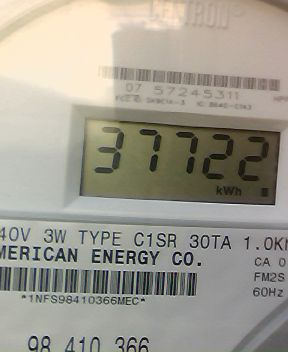 CENTRON®
07 57245311
37722
kWh
40V 3W TYPE C1SR 30TA 1.0K
MERICAN ENERGY CO.
CA 0
FM2S
60Hz
*1NFS98410366MEC*
98 410 366